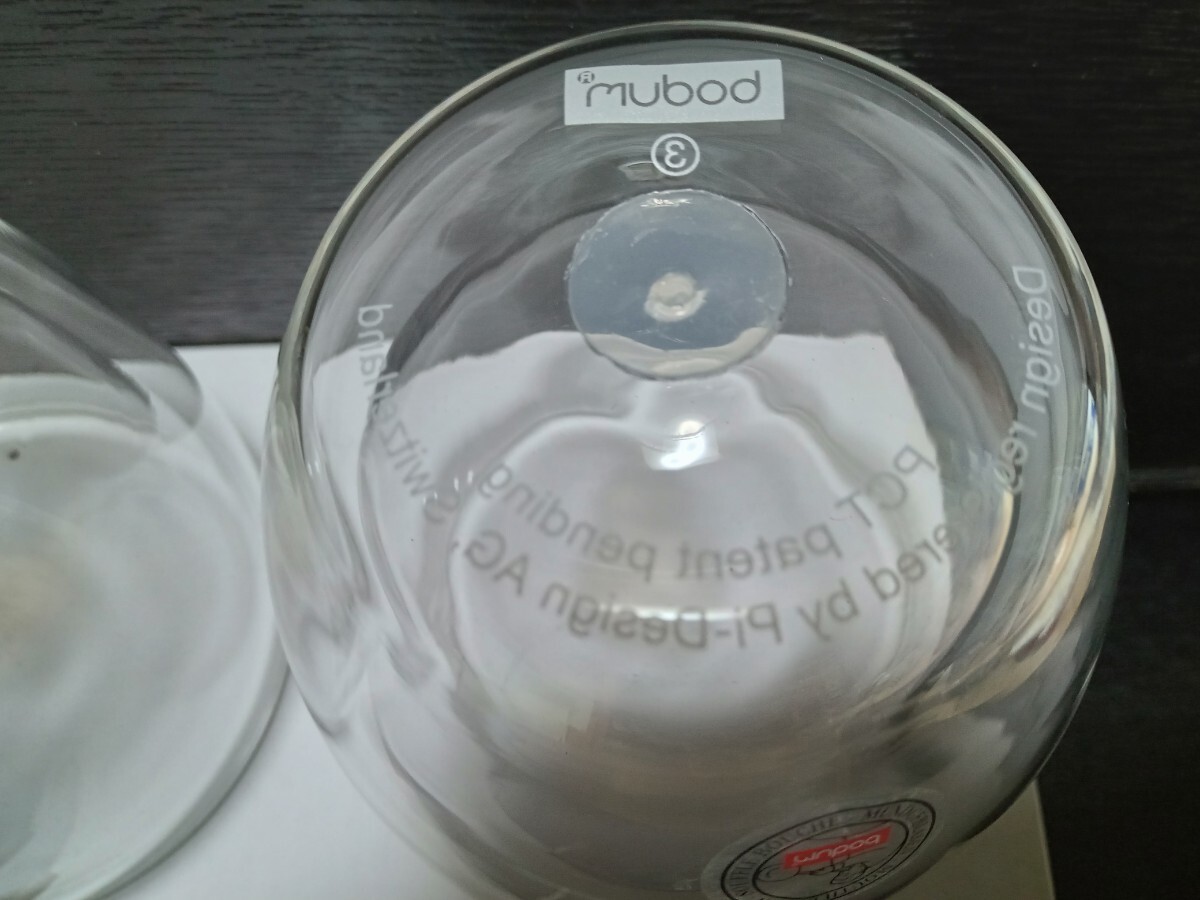 bodum®
3
PCT patent pending
Design registered by Pi-Design AG, Switzerland
bodum